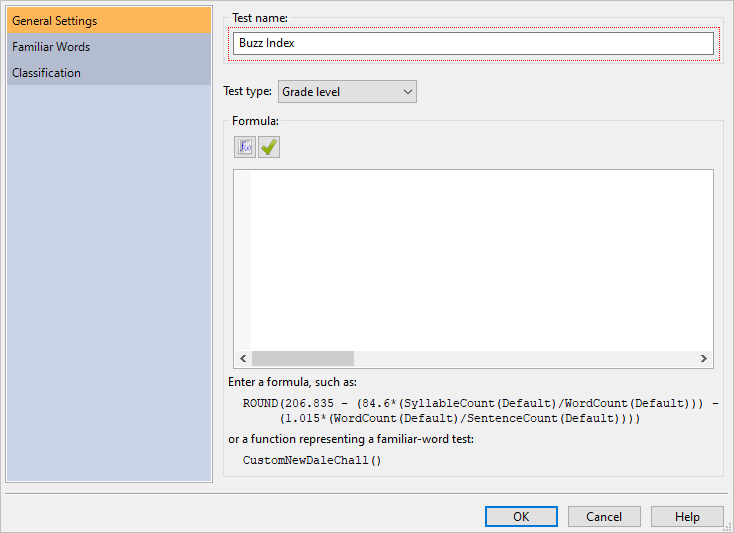 General Settings
Familiar Words
Classification
Test name:
Buzz Index
Test type:
Grade level
Formula:
f(x)
Enter a formula, such as:
ROUND(206.835 - (84.6*(SyllableCount(Default)/WordCount(Default))) -
(1.015*(WordCount(Default)/SentenceCount(Default))))
or a function representing a familiar-word test:
CustomNewDaleChall()
OK
Cancel
Help